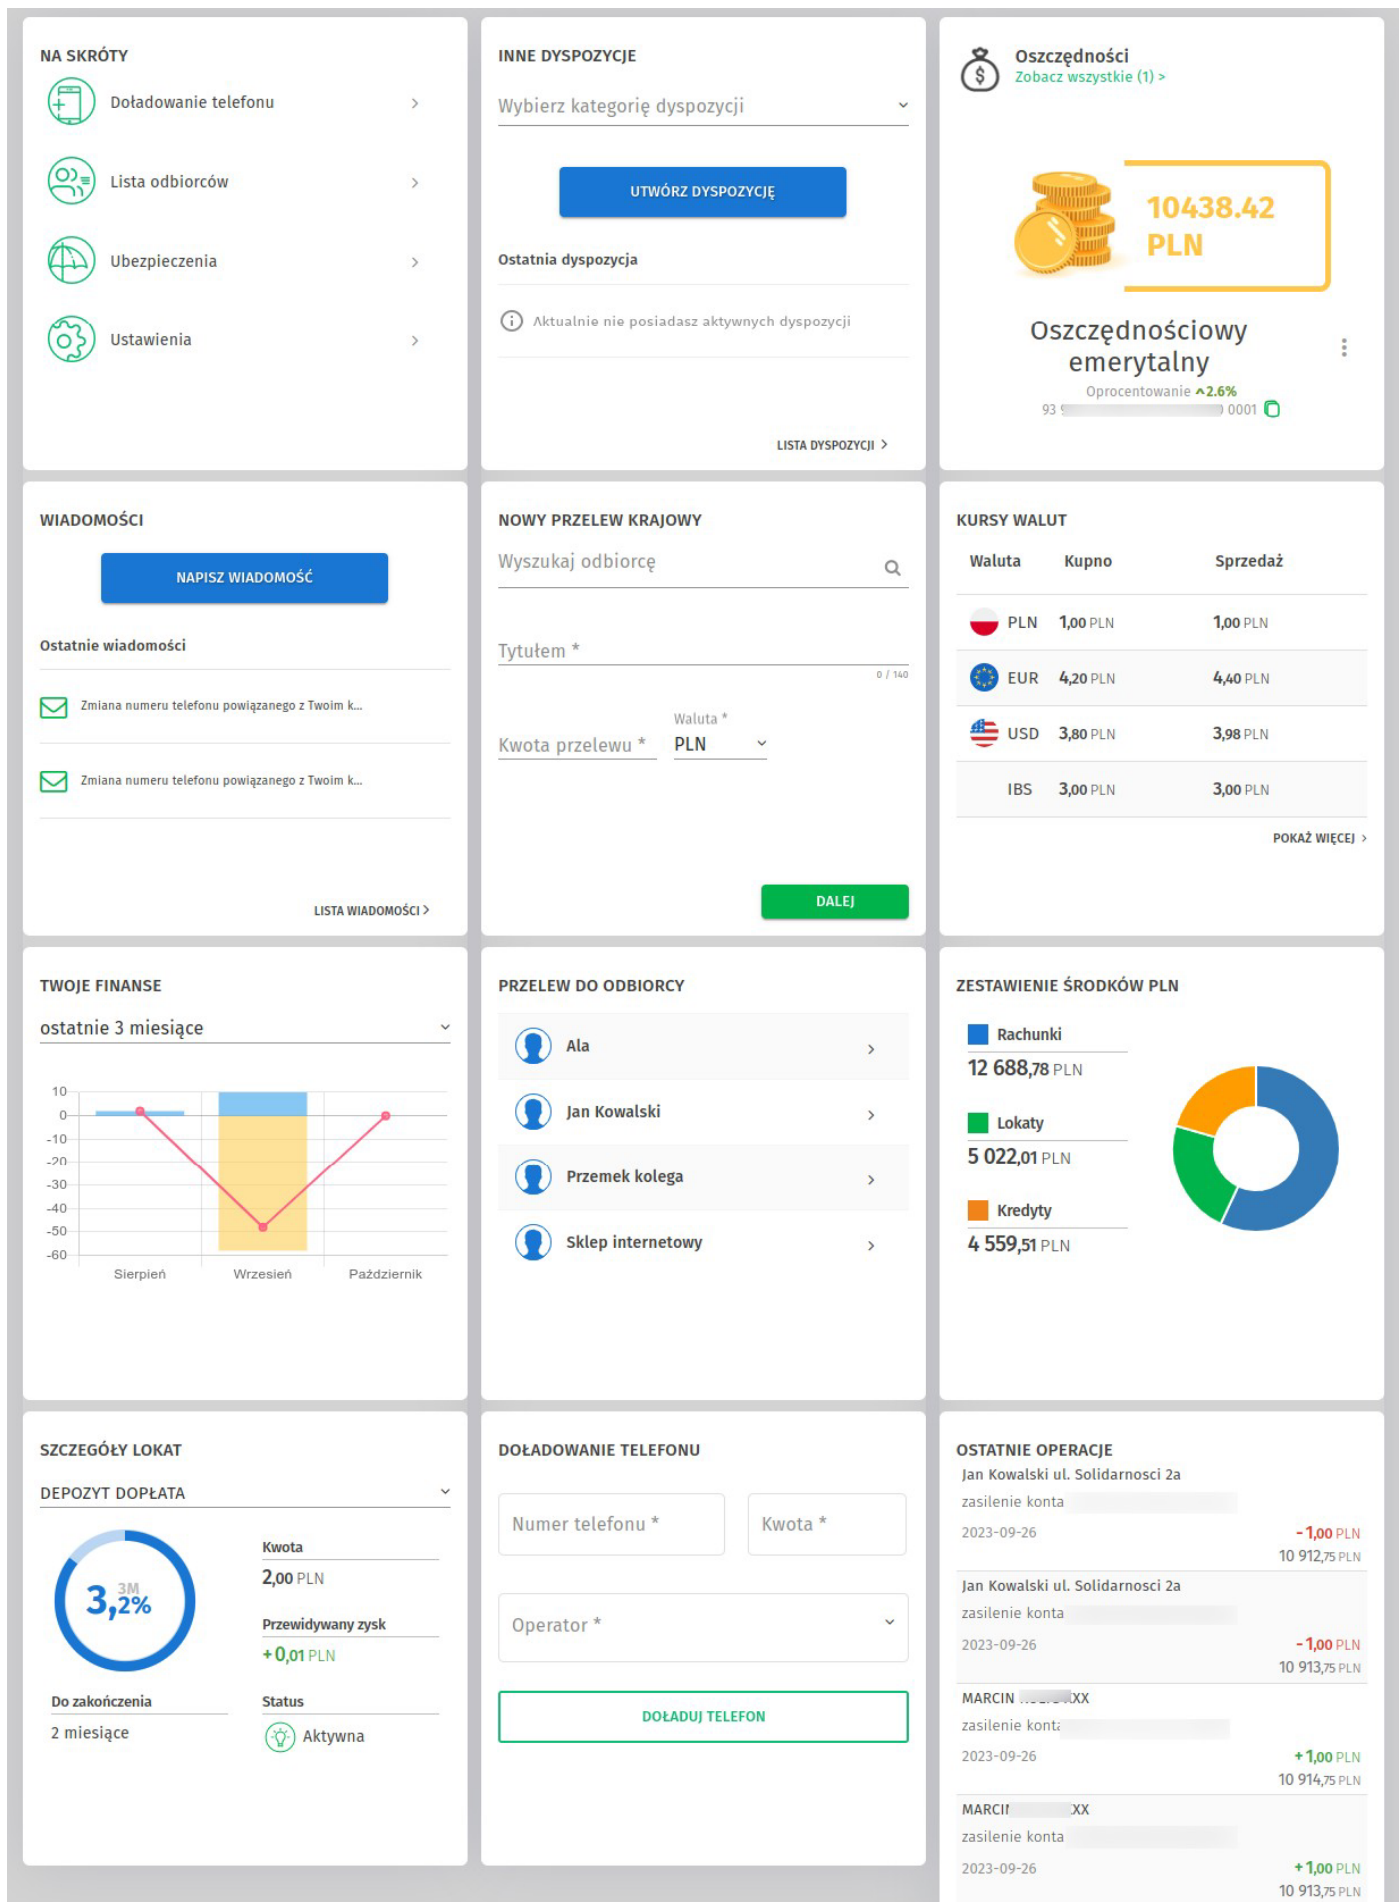 NA SKRÓTY
Doładowanie telefonu
Lista odbiorców
Ubezpieczenia
Ustawienia
INNE DYSPOZYCJE
Wybierz kategorię dyspozycji
UTWÓRZ DYSPOZYCJĘ
Ostatnia dyspozycja
Aktualnie nie posiadasz aktywnych dyspozycji
LISTA DYSPOZYCJI >
Oszczędności
Zobacz wszystkie (1) >
10438.42
PLN
Oszczędnościowy
emerytalny
Oprocentowanie ^2.6%
93 0001
WIADOMOŚCI
NAPISZ WIADOMOŚĆ
Ostatnie wiadomości
Zmiana numeru telefonu powiązanego z Twoim k...
Zmiana numeru telefonu powiązanego z Twoim k...
LISTA WIADOMOŚCI >
NOWY PRZELEW KRAJOWY
Wyszukaj odbiorcę
Tytułem *
0 / 140
Waluta *
Kwota przelewu * PLN
DALEJ
KURSY WALUT
Waluta Kupno Sprzedaż
PLN 1,00 PLN 1,00 PLN
EUR 4,20 PLN 4,40 PLN
USD 3,80 PLN 3,98 PLN
IBS 3,00 PLN 3,00 PLN
POKAŻ WIĘCEJ >
TWOJE FINANSE
ostatnie 3 miesiące
10
0
-10
-20
-30
-40
-50
-60
Sierpień Wrzesień Październik
PRZELEW DO ODBIORCY
Ala
Jan Kowalski
Przemek kolega
Sklep internetowy
ZESTAWIENIE ŚRODKÓW PLN
Rachunki
12 688,78 PLN
Lokaty
5 022,01 PLN
Kredyty
4 559,51 PLN
SZCZEGÓŁY LOKAT
DEPOZYT DOPŁATA
3M
3,2%
Kwota
2,00 PLN
Przewidywany zysk
+0,01 PLN
Do zakończenia
2 miesiące
Status
Aktywna
DOŁADOWANIE TELEFONU
Numer telefonu * Kwota *
Operator *
DOŁADUJ TELEFON
OSTATNIE OPERACJE
Jan Kowalski ul. Solidarnosci 2a
zasilenie konta
2023-09-26 -1,00 PLN
10 912,75 PLN
Jan Kowalski ul. Solidarnosci 2a
zasilenie konta
2023-09-26 -1,00 PLN
10 913,75 PLN
MARCIN XX
zasilenie konta
2023-09-26 +1,00 PLN
10 914,75 PLN
MARCIN XX
zasilenie konta
2023-09-26 +1,00 PLN
10 913,75 PLN